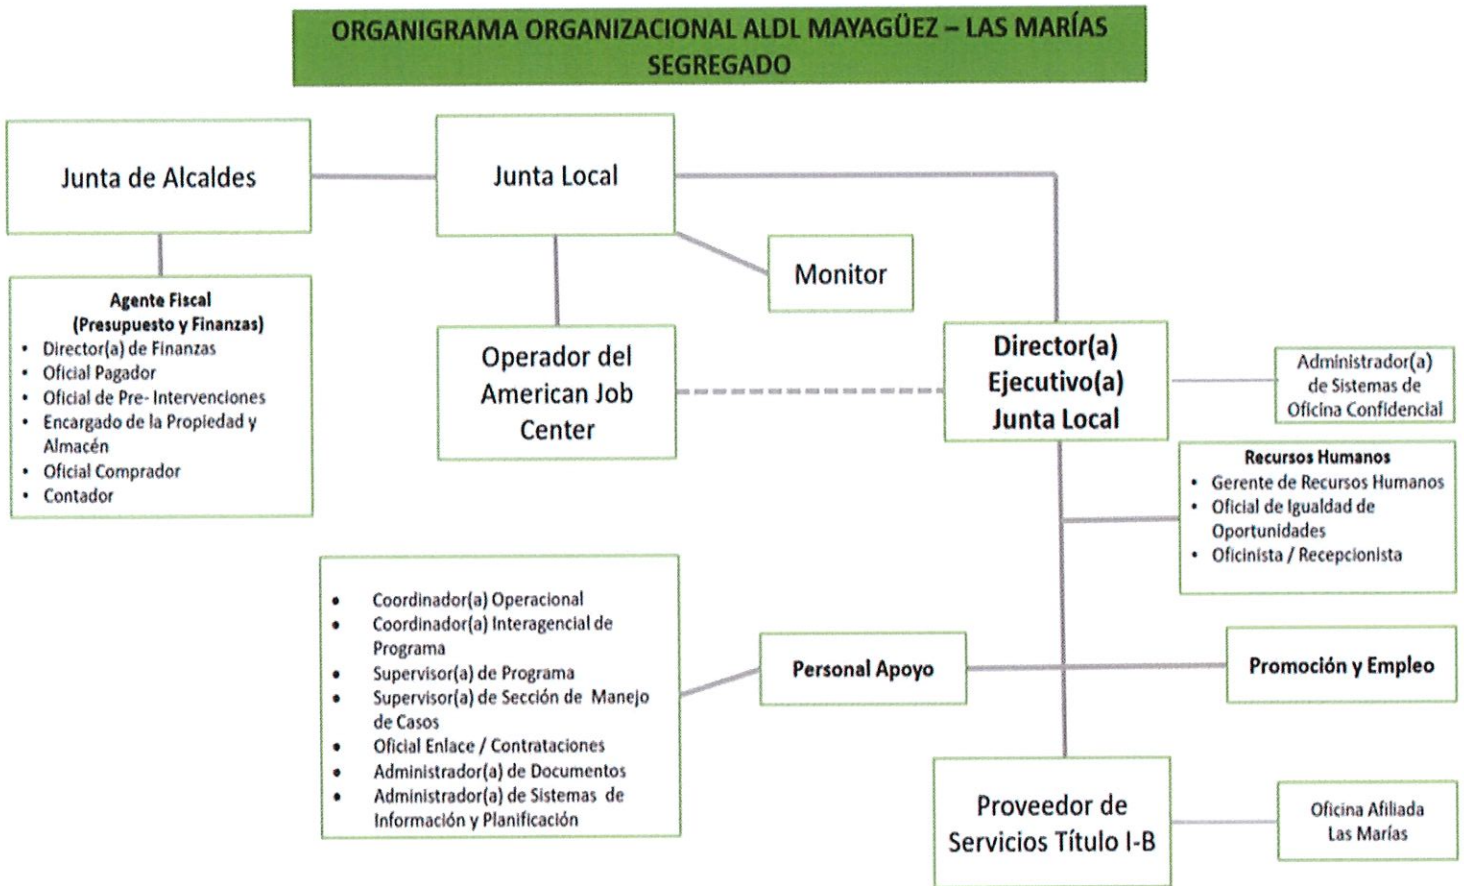 ORGANIGRAMA ORGANIZACIONAL ALDL MAYAGÜEZ – LAS MARÍAS
SEGREGADO
Junta de Alcaldes
Junta Local
Monitor
Agente Fiscal
(Presupuesto y Finanzas)
• Director(a) de Finanzas
• Oficial Pagador
• Oficial de Pre- Intervenciones
• Encargado de la Propiedad y
Almacén
• Oficial Comprador
• Contador
Operador del
American Job
Center
Director(a)
Ejecutivo(a)
Junta Local
Administrador(a)
de Sistemas de
Oficina Confidencial
Recursos Humanos
• Gerente de Recursos Humanos
• Oficial de Igualdad de
Oportunidades
• Oficinista / Recepcionista
• Coordinador(a) Operacional
• Coordinador(a) Interagencial de
Programa
• Supervisor(a) de Programa
• Supervisor(a) de Sección de Manejo
de Casos
• Oficial Enlace / Contrataciones
• Administrador(a) de Documentos
• Administrador(a) de Sistemas de
Información y Planificación
Personal Apoyo
Promoción y Empleo
Proveedor de
Servicios Título I-B
Oficina Afiliada
Las Marías